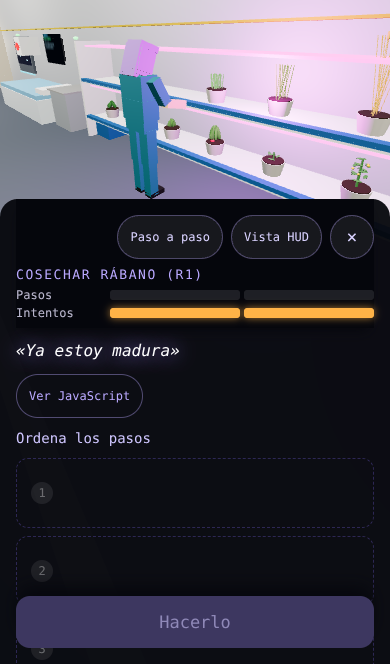 Paso a paso
Vista HUD
×
COSECHAR RÁBANO (R1)
Pasos
Intentos
«Ya estoy madura»
Ver JavaScript
Ordena los pasos
1
2
Hacerlo
3